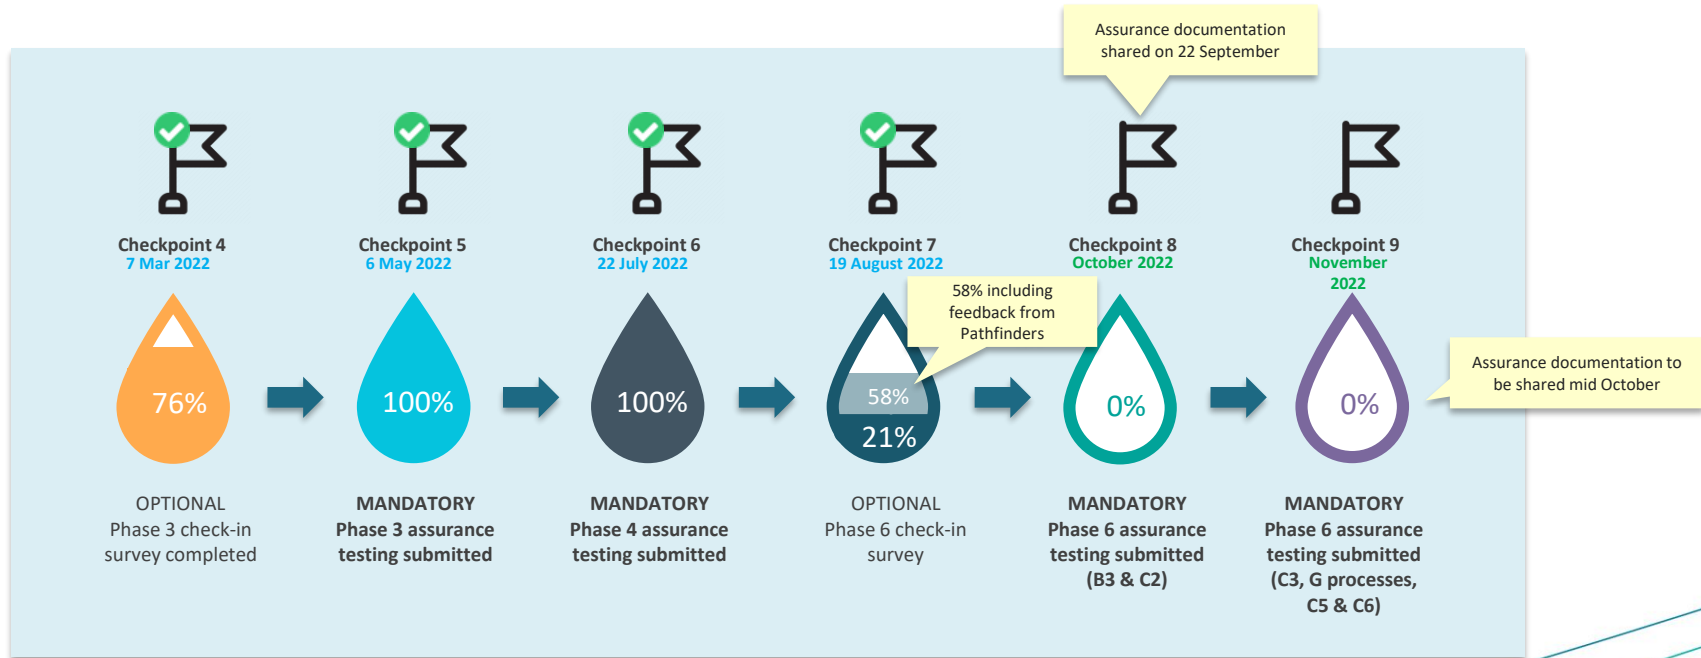 Assurance documentation
shared on 22 September
Checkpoint 4
7 Mar 2022
Checkpoint 5
6 May 2022
Checkpoint 6
22 July 2022
Checkpoint 7
19 August 2022
Checkpoint 8
October 2022
Checkpoint 9
November
2022
58% including
feedback from
Pathfinders
Assurance documentation to
be shared mid October
76%
100%
100%
58%
21%
0%
0%
OPTIONAL
Phase 3 check-in
survey completed
MANDATORY
Phase 3 assurance
testing submitted
MANDATORY
Phase 4 assurance
testing submitted
OPTIONAL
Phase 6 check-in
survey
MANDATORY
Phase 6 assurance
testing submitted
(B3 & C2)
MANDATORY
Phase 6 assurance
testing submitted
(C3, G processes,
C5 & C6)